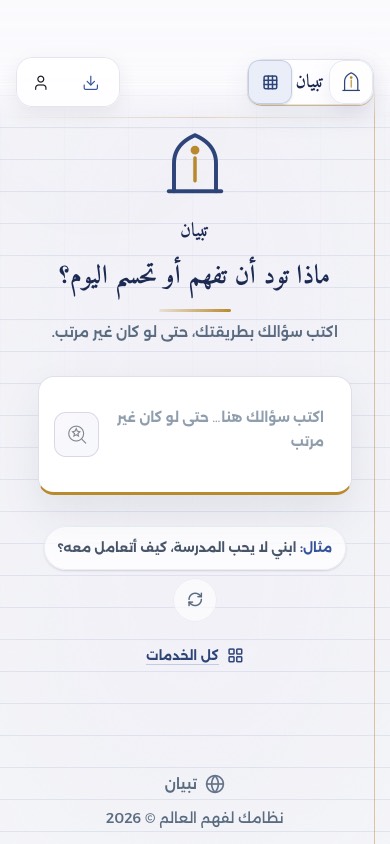 تبيان
تبيان
ماذا تود أن تفهم أو تحسم اليوم؟
اكتب سؤالك بطريقتك، حتى لو كان غير مرتب.
اكتب سؤالك هنا... حتى لو كان غير
مرتب
مثال: ابني لا يحب المدرسة، كيف أتعامل معه؟
كل الخدمات
تبيان
نظامك لفهم العالم © 2026